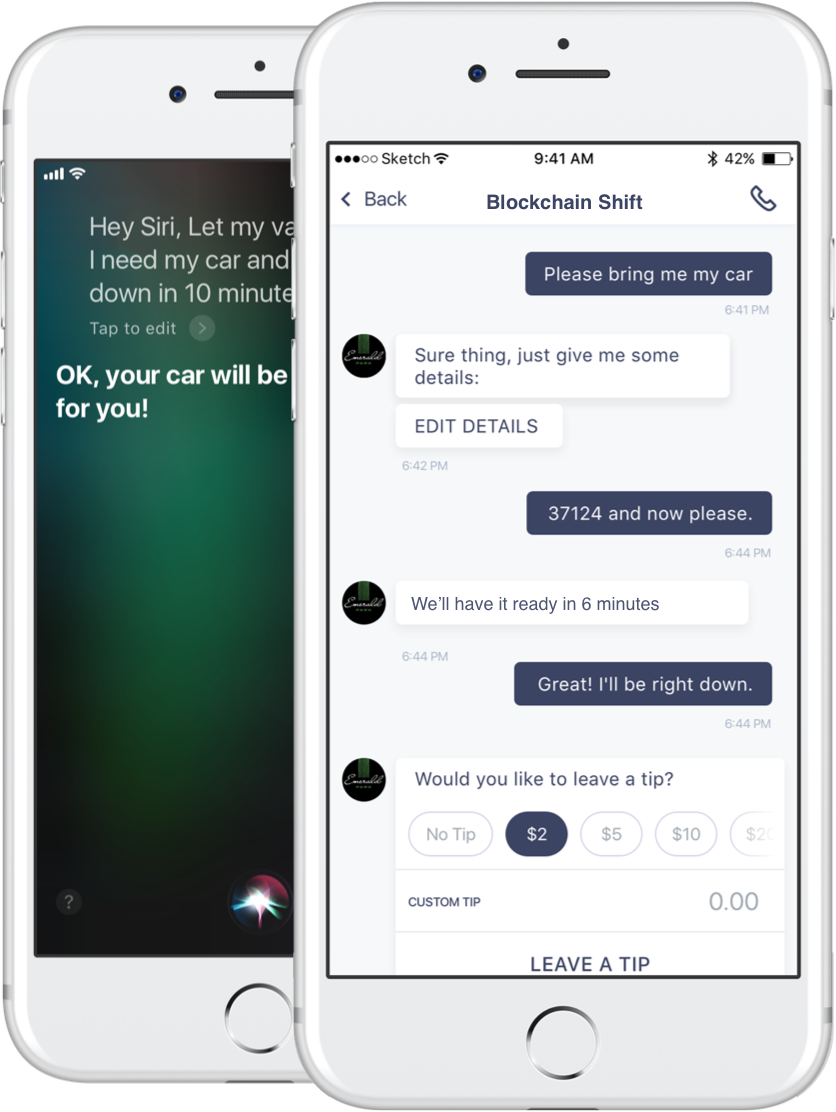 Hey Siri, Let my va
I need my car and
down in 10 minute
Tap to edit
OK, your car will be
for you!
?
Sketch 9:41 AM 42%
Back Blockchain Shift
Please bring me my car
6:41 PM
Emerald
Sure thing, just give me some
details:
EDIT DETAILS
6:42 PM
37124 and now please.
6:44 PM
Emerald
We’ll have it ready in 6 minutes
6:44 PM
Great! I'll be right down.
6:44 PM
Emerald
Would you like to leave a tip?
No Tip $2 $5 $10 $20
CUSTOM TIP 0.00
LEAVE A TIP